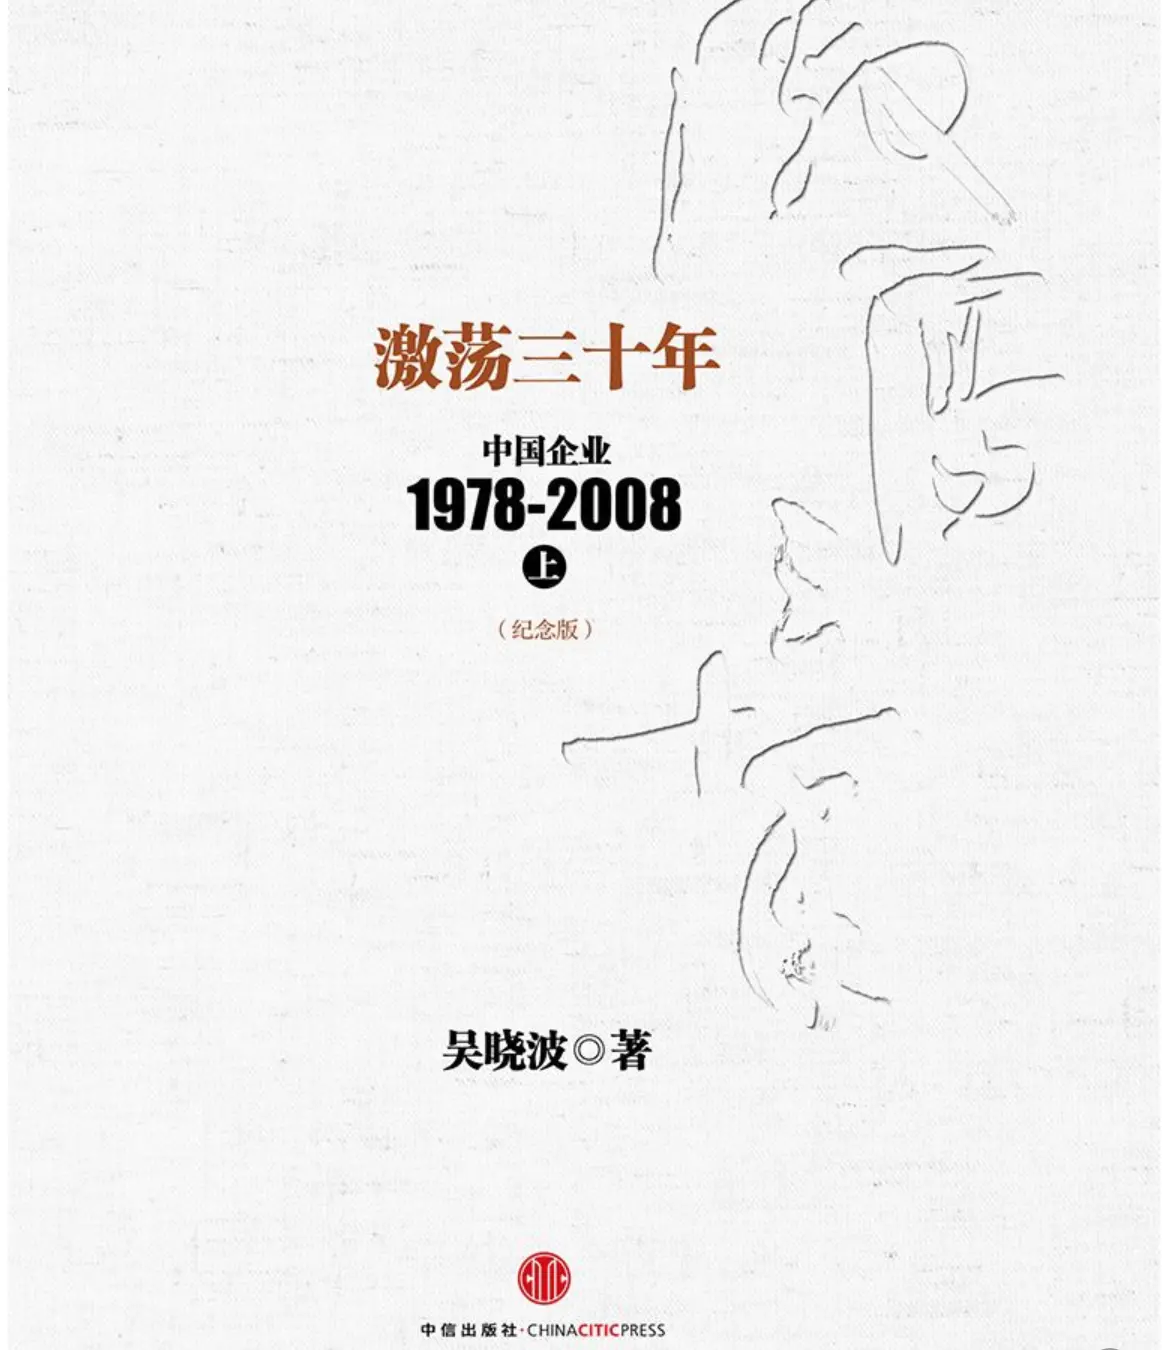 激荡三十年
中国企业
1978-2008
上
（纪念版）
吴晓波◎著
中信出版社·CHINACITICPRESS